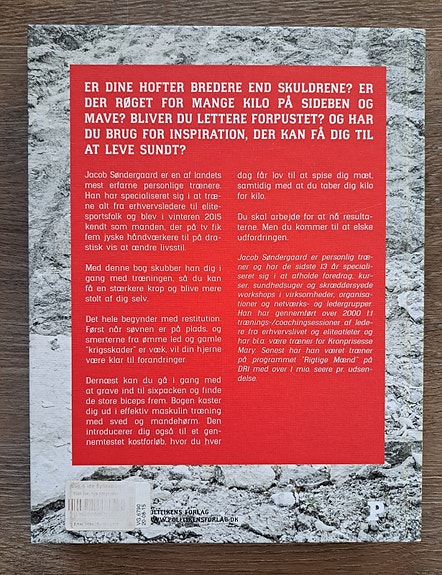 ER DINE HOFTER BREDERE END SKULDRENE? ER
DER RØGET FOR MANGE KILO PÅ SIDEBEN OG
MAVE? BLIVER DU LETTERE FORPUSTET? OG HAR
DU BRUG FOR INSPIRATION, DER KAN FÅ DIG TIL
AT LEVE SUNDT?
Jacob Søndergaard er en af landets
mest erfarne personlige trænere.
Han har specialiseret sig i at træ-
ne alt fra erhvervsledere til elite-
sportsfolk og blev i vinteren 2015
kendt som manden, der på tv fik
fem jyske håndværkere til på dra-
stisk vis at ændre livsstil.
Med denne bog skubber han dig i
gang med træningen, så du kan
få en stærkere krop og blive mere
stolt af dig selv.
Det hele begynder med restitution.
Først når søvnen er på plads, og
smerterne fra ømme led og gamle
"krigsskader" er væk, vil din hjerne
være klar til forandringer.
Dernæst kan du gå i gang med
at grave ind til sixpacken og finde
de store biceps frem. Bogen kaster
dig ud i effektiv maskulin træning
med sved og mandehørm. Den
introducerer dig også til et gen-
nemtestet kostforløb, hvor du hver
dag får lov til at spise dig mæt,
samtidig med at du taber dig kilo
for kilo.
Du skal arbejde for at nå resulta-
terne. Men du kommer til at elske
udfordringen.
Jacob Søndergaard er personlig træ-
ner og har de sidste 13 år speciali-
seret sig i at afholde foredrag, kur-
ser, sundhedsuger og skræddersyede
workshops i virksomheder, organisa-
tioner og netværks- og ledergrupper.
Han har gennemført over 2000 1:1
trænings-/coachingsessioner af lede-
re fra erhvervslivet og eliteatleter og
har bl.a. være træner for Kronprisesse
Mary. Senest har han været træner
på programmet "Rigtige Mænd" på
DR1 med over 1 mio. seere pr. udsen-
delse.
LITIKENS FORLAG
WWW.POLITIKENSFORLAG.DK
P